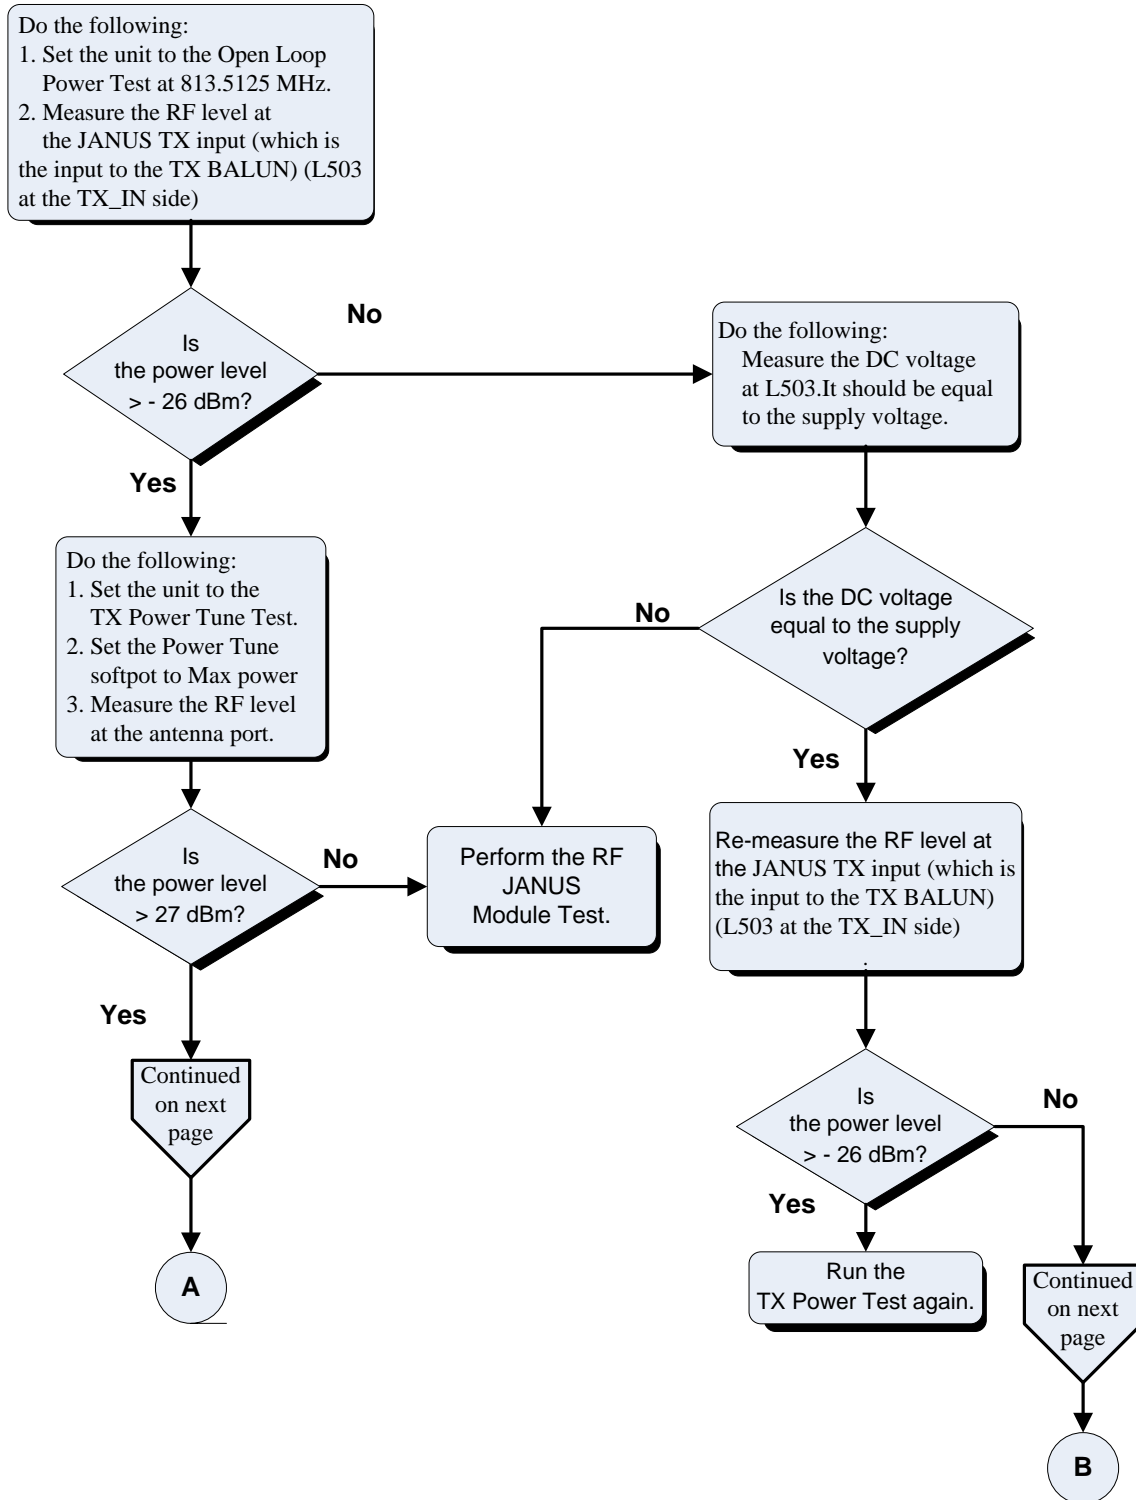 Do the following:
1. Set the unit to the Open Loop
Power Test at 813.5125 MHz.
2. Measure the RF level at
the JANUS TX input (which is
the input to the TX BALUN) (L503
at the TX_IN side)
Is
the power level
> - 26 dBm?
No
Yes
Do the following:
Measure the DC voltage
at L503.It should be equal
to the supply voltage.
Do the following:
1. Set the unit to the
TX Power Tune Test.
2. Set the Power Tune
softpot to Max power
3. Measure the RF level
at the antenna port.
Is the DC voltage
equal to the supply
voltage?
No
Yes
Is
the power level
> 27 dBm?
No
Yes
Perform the RF
JANUS
Module Test.
Re-measure the RF level at
the JANUS TX input (which is
the input to the TX BALUN)
(L503 at the TX_IN side)
.
Continued
on next
page
A
Is
the power level
> - 26 dBm?
No
Yes
Run the
TX Power Test again.
Continued
on next
page
B